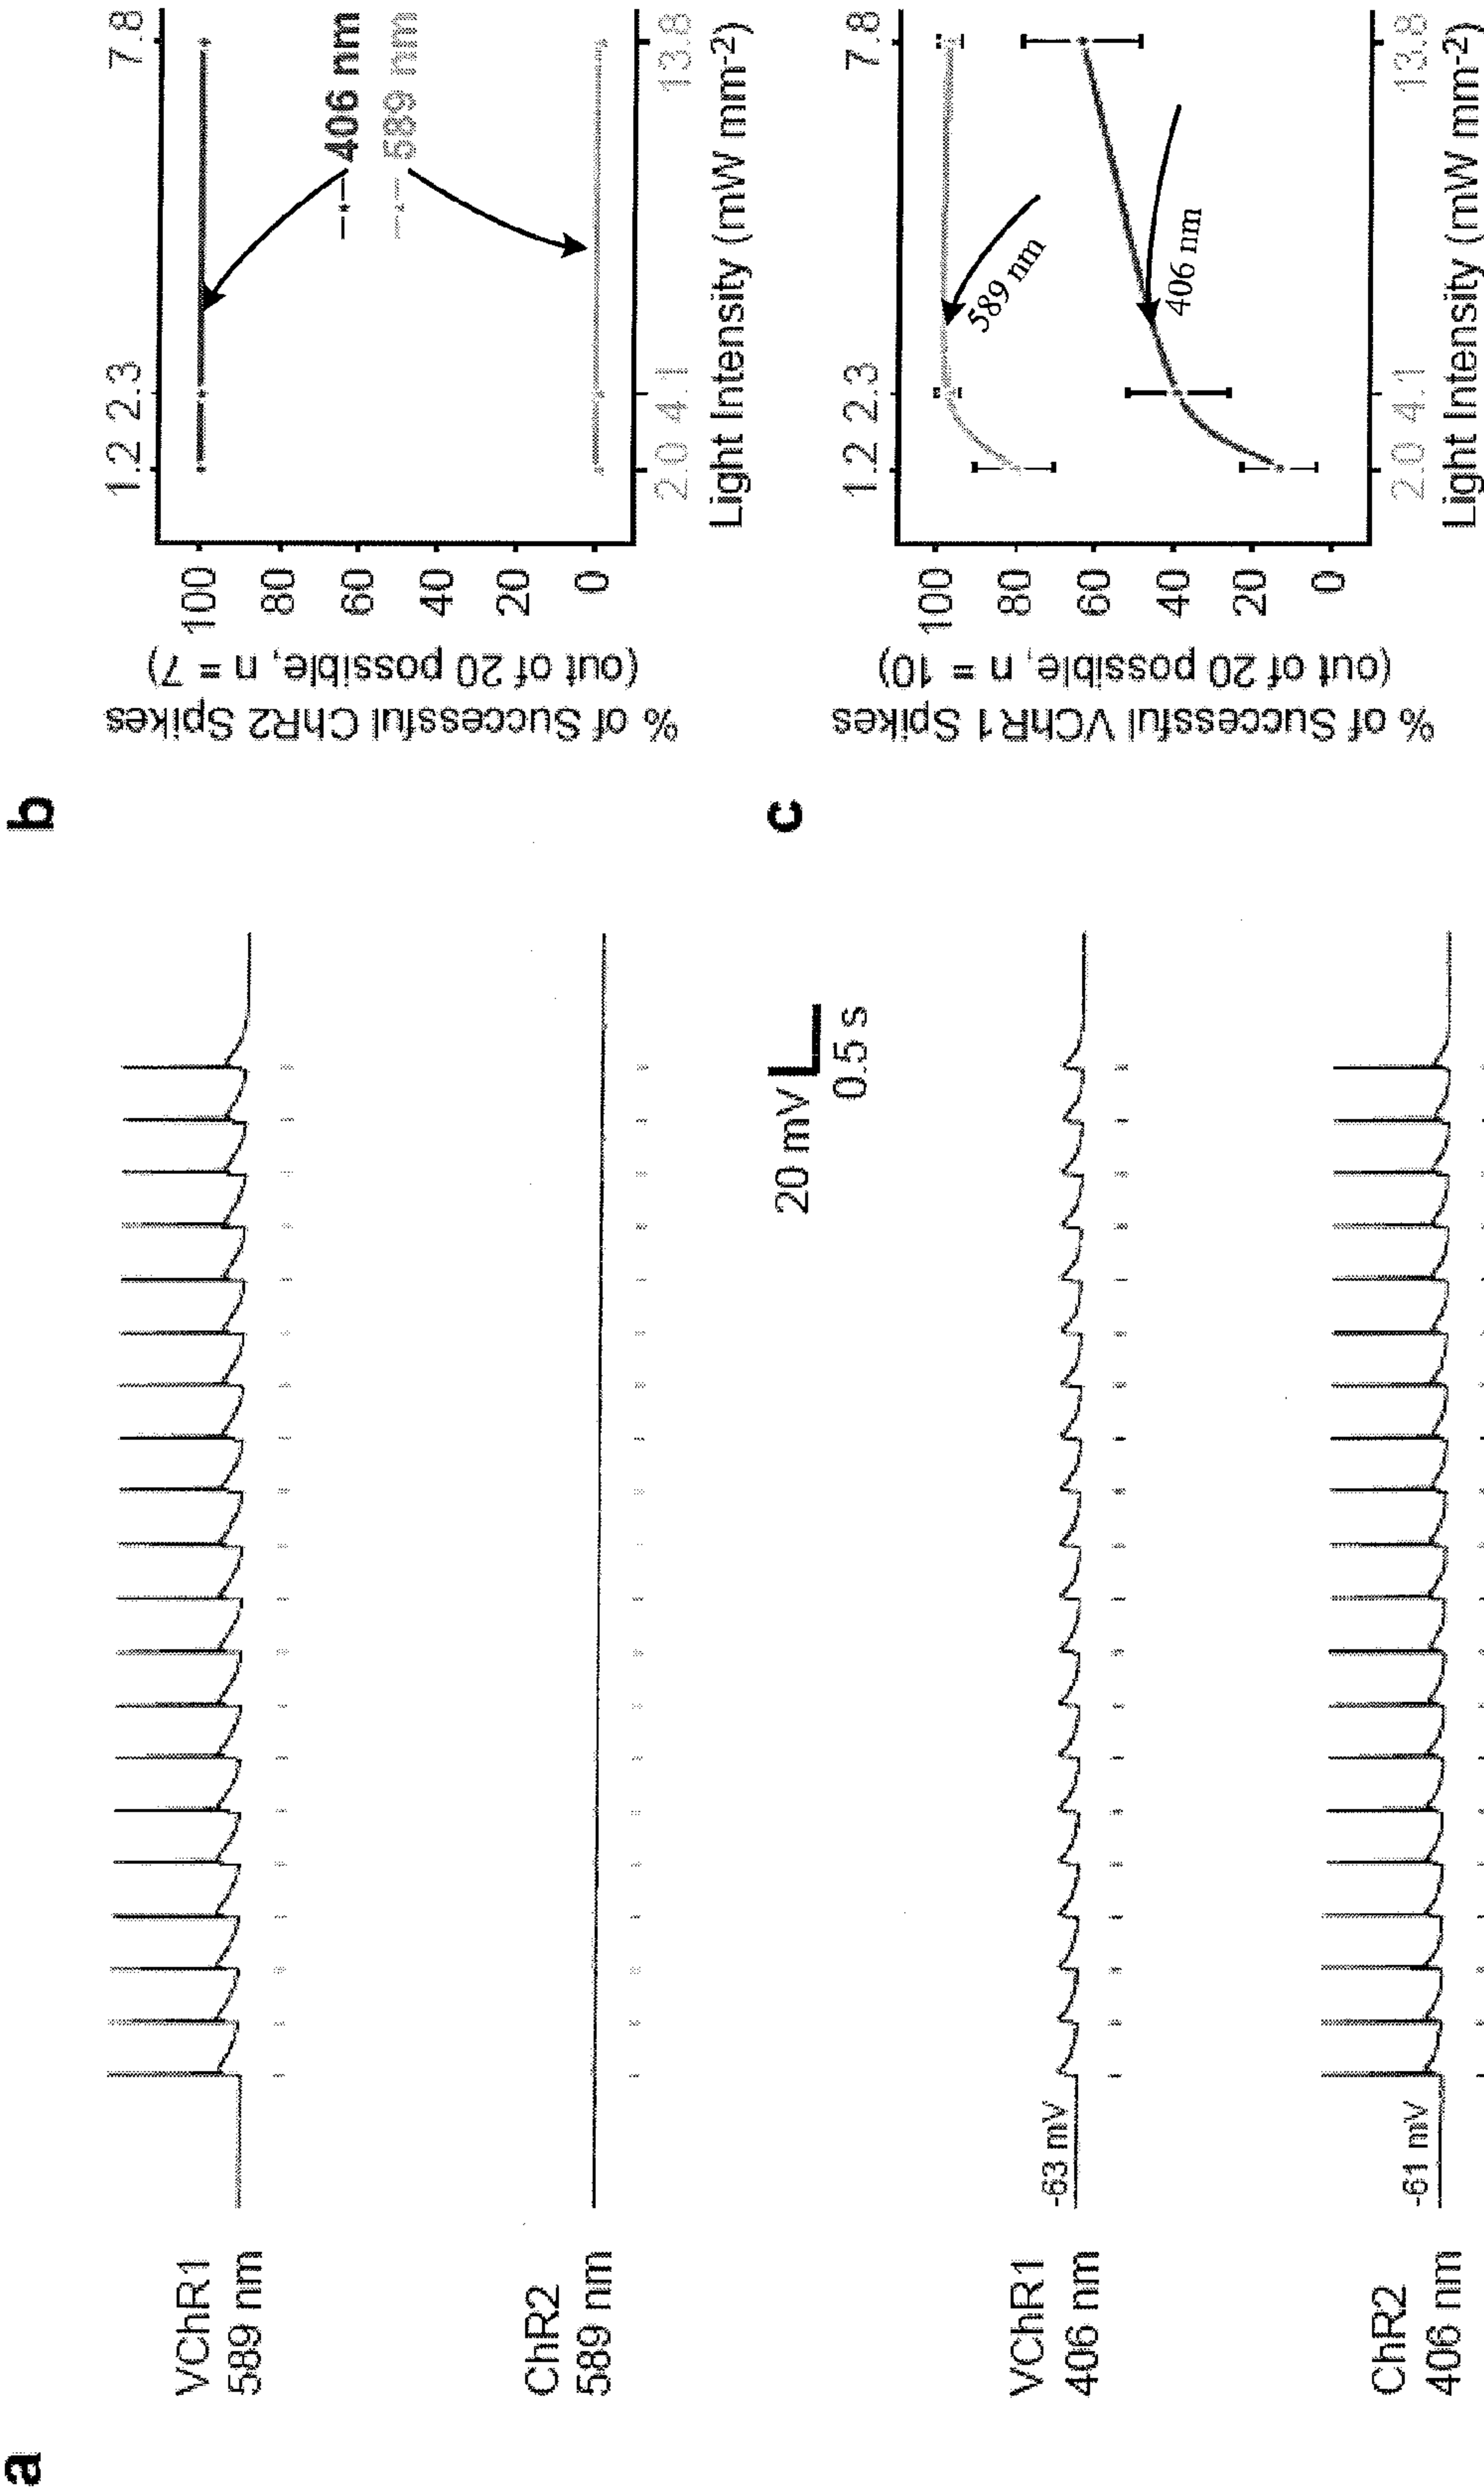 a
VChR1
589 nm
ChR2
589 nm
20 mV
0.5 s
VChR1
406 nm
-63 mV
ChR2
406 nm
-61 mV
b
% of Successful ChR2 Spikes
(out of 20 possible, n = 7)
100
80
60
40
20
0
1.2 2.3 7.8
406 nm
589 nm
2.0 4.1 13.8
Light Intensity (mW mm-2)
c
% of Successful VChR1 Spikes
(out of 20 possible, n = 10)
100
80
60
40
20
0
1.2 2.3 7.8
589 nm
406 nm
2.0 4.1 13.8
Light Intensity (mW mm-2)